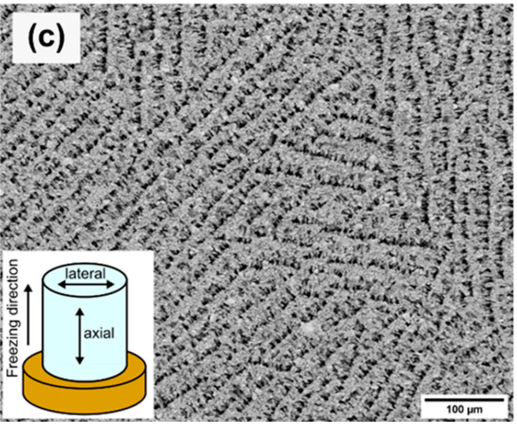 (c)
Freezing direction
lateral
axial
100 µm